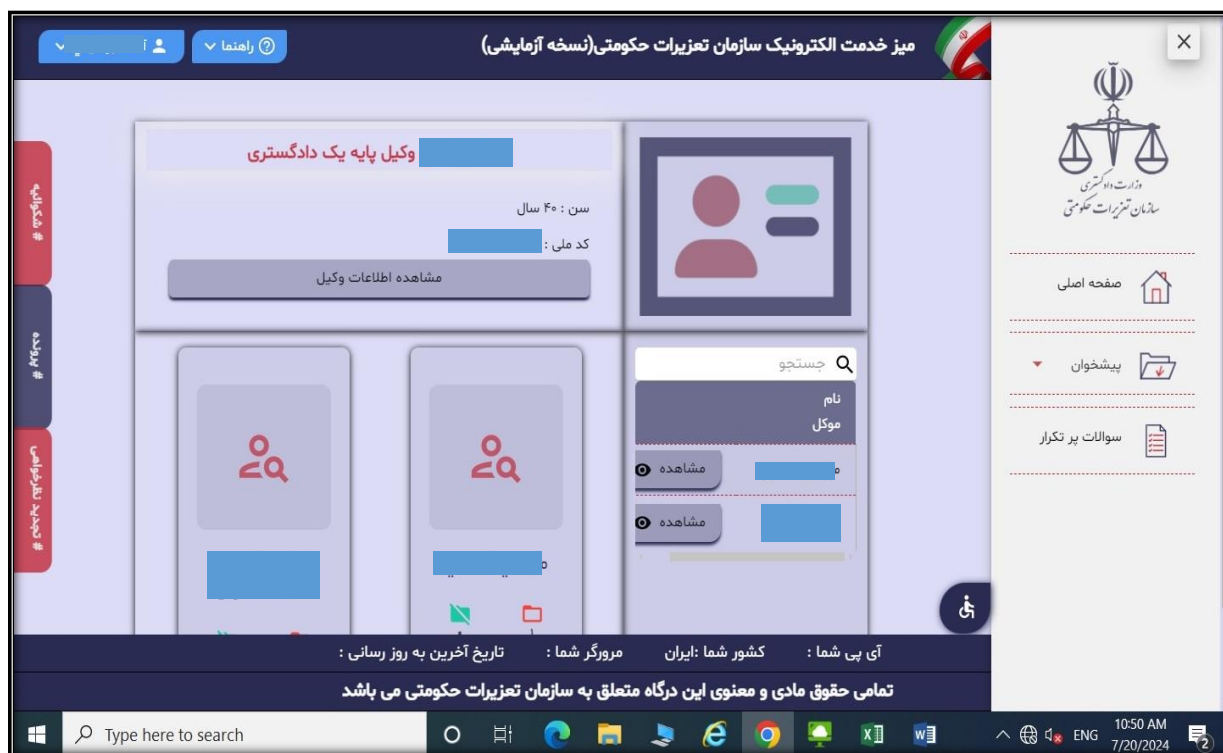 میز خدمت الکترونیک سازمان تعزیرات حکومتی(نسخه آزمایشی)
راهنما
وزارت دادگستری
سازمان تعزیرات حکومتی
صفحه اصلی
پیشخوان
سوالات پر تکرار
وکیل پایه یک دادگستری
سن : ۴۰ سال
کد ملی :
مشاهده اطلاعات وکیل
جستجو
نام
موکل
مشاهده
مشاهده
# شکوائیه
# پرونده
# تجدید نظرخواهی
آی پی شما : کشور شما :ایران مرورگر شما : تاریخ آخرین به روز رسانی :
تمامی حقوق مادی و معنوی این درگاه متعلق به سازمان تعزیرات حکومتی می باشد
Type here to search
ENG
10:50 AM
7/20/2024
2